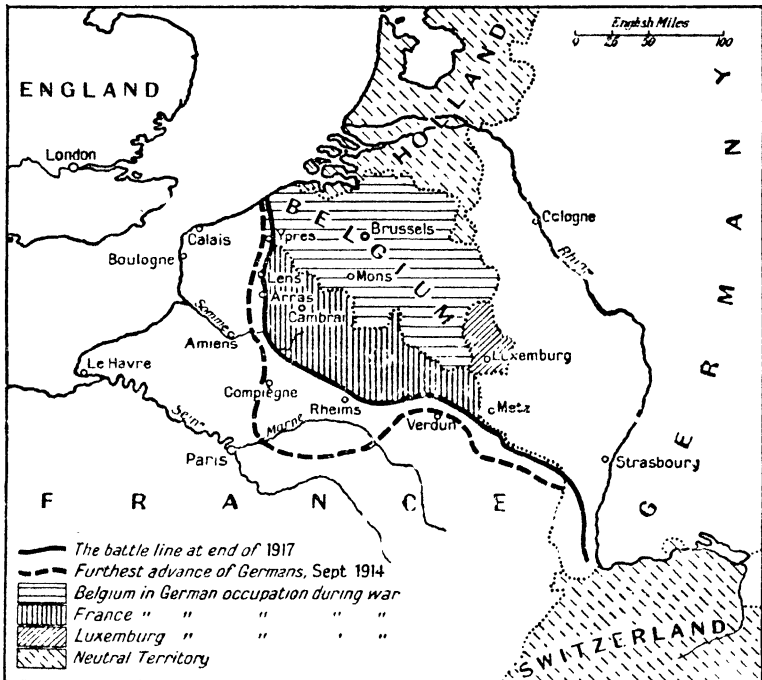 English Miles
0 25 50 100
ENGLAND
London
HOLLAND
GERMANY
Cologne
Rhine
BELGIUM
Brussels
Ypres
Calais
Boulogne
Lens
Mons
Arras
Cambrai
Somme
Amiens
Luxemburg
Le Havre
Compiegne
Rheims
Metz
Verdun
Seine
Marne
Paris
Strasbourg
FRANCE
SWITZERLAND
The battle line at end of 1917
Furthest advance of Germans, Sept 1914
Belgium in German occupation during war
France " " " " "
Luxemburg " " " "
Neutral Territory